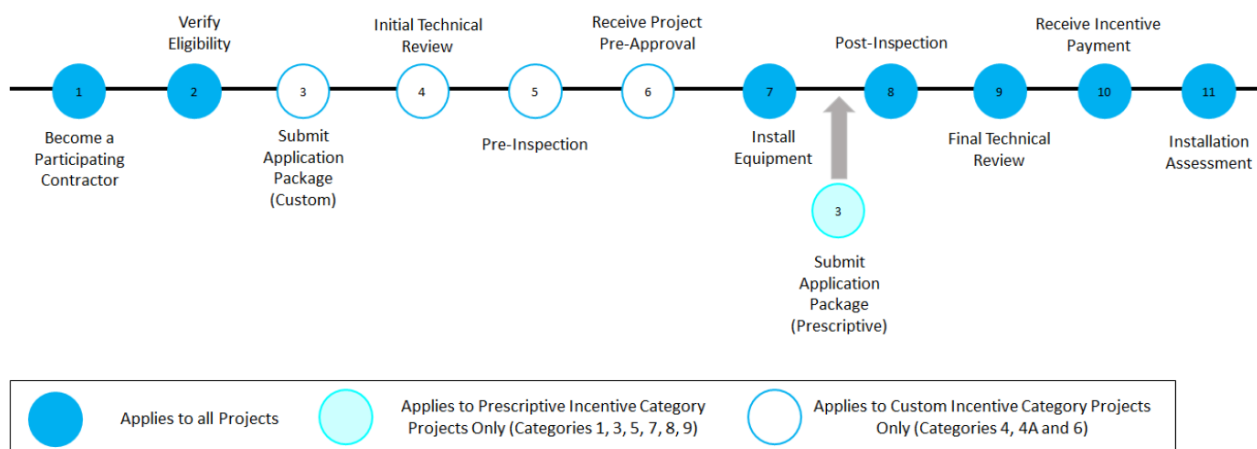 Verify
Eligibility
Initial Technical
Review
Receive Project
Pre-Approval
Post-Inspection
Receive Incentive
Payment
1
2
3
4
5
6
7
8
9
10
11
Become a
Participating
Contractor
Submit
Application
Package
(Custom)
Pre-Inspection
Install
Equipment
Final Technical
Review
Installation
Assessment
3
Submit
Application
Package
(Prescriptive)
Applies to all Projects
Applies to Prescriptive Incentive Category
Projects Only (Categories 1, 3, 5, 7, 8, 9)
Applies to Custom Incentive Category Projects
Only (Categories 4, 4A and 6)